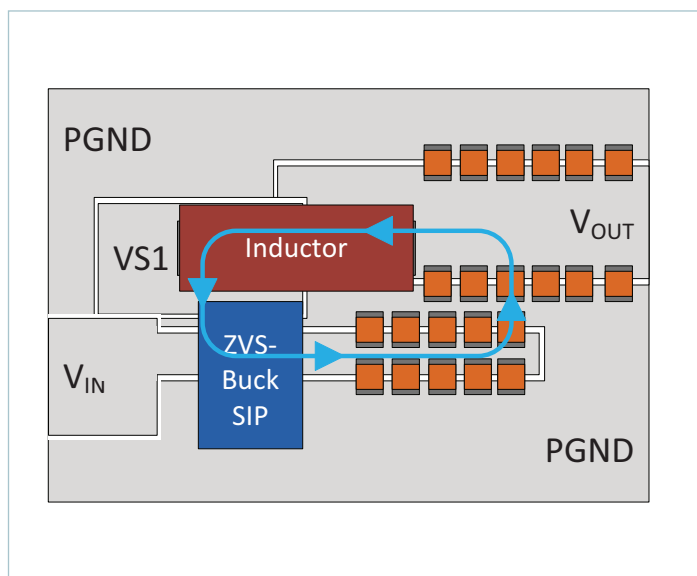 PGND
VOUT
Inductor
VS1
ZVS-
Buck
SIP
VIN
PGND